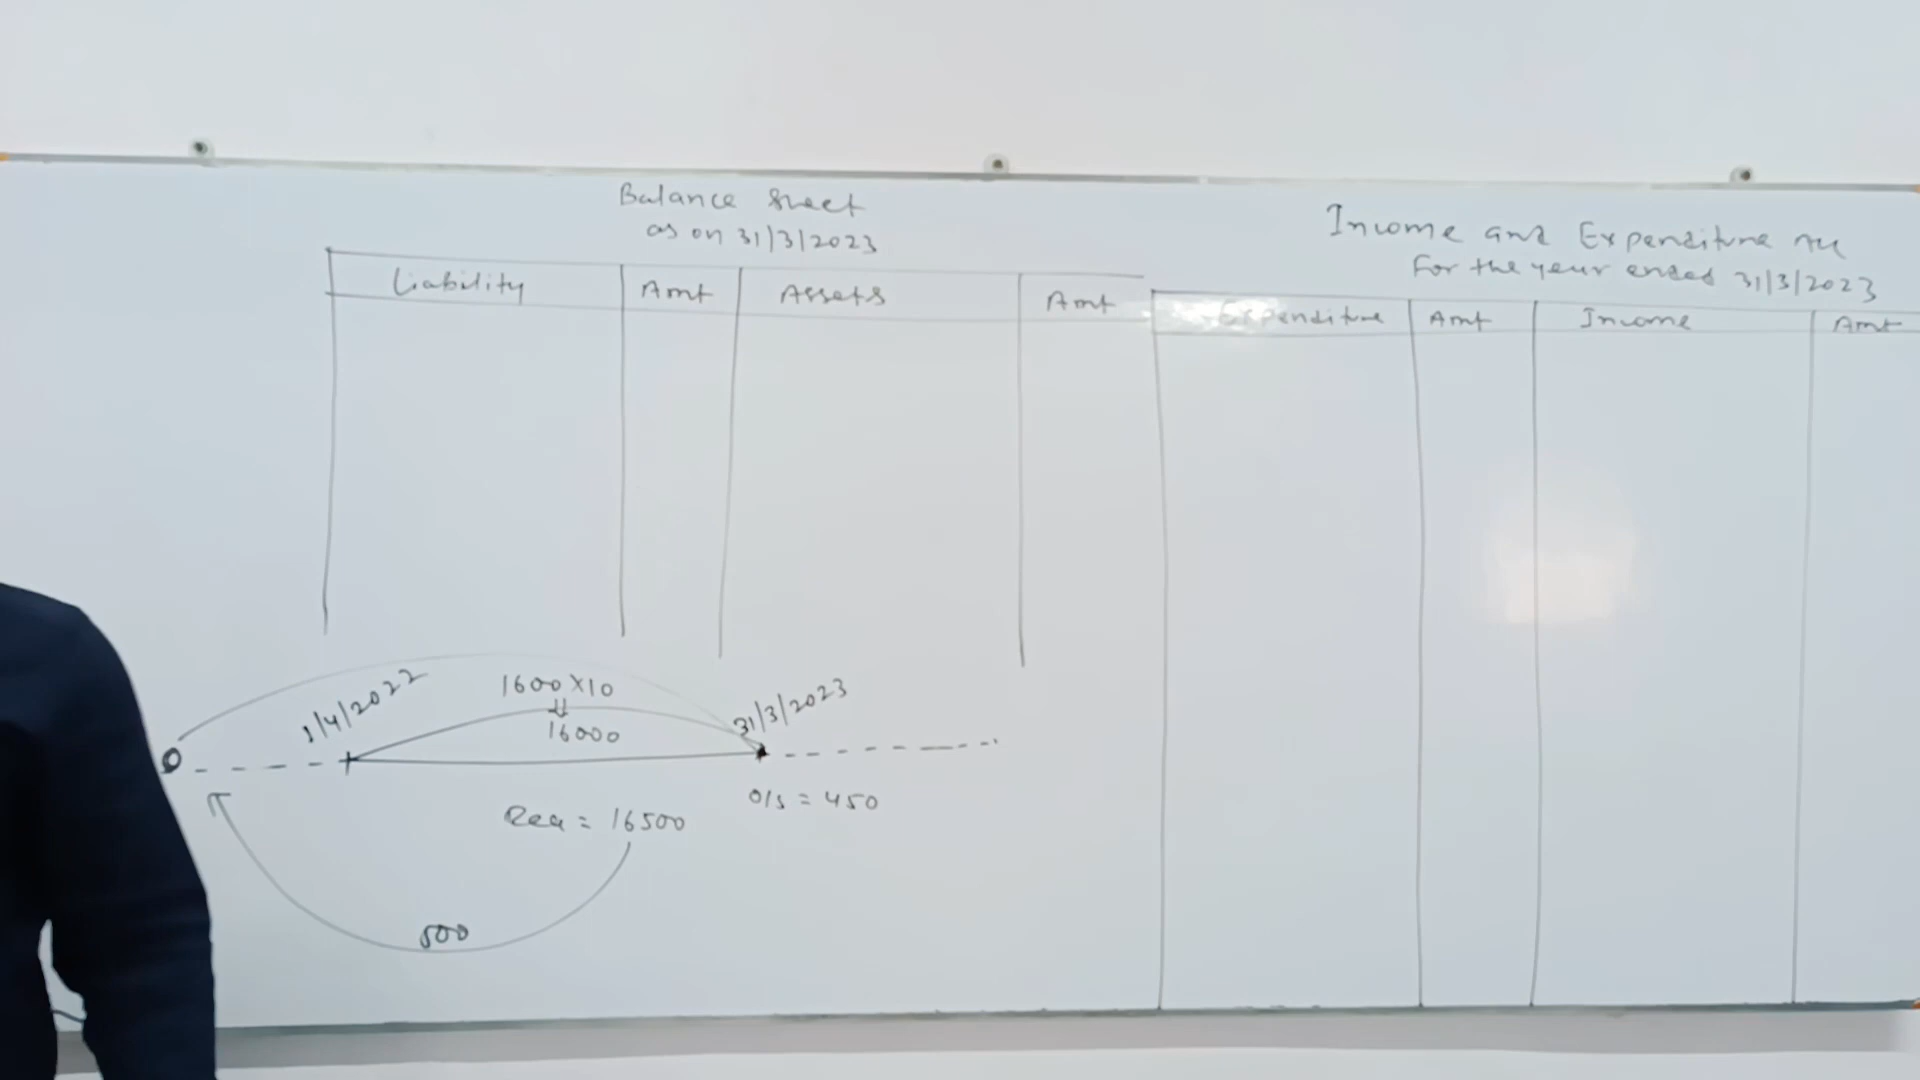 Balance Sheet
as on 31/3/2023
Liability Amt Assets Amt
Income and Expenditure A/c
For the year ended 31/3/2023
Expenditure Amt Income Amt
1/4/2022
1600 X 10
⇓
16000
31/3/2023
O/s = 450
= 16500
500